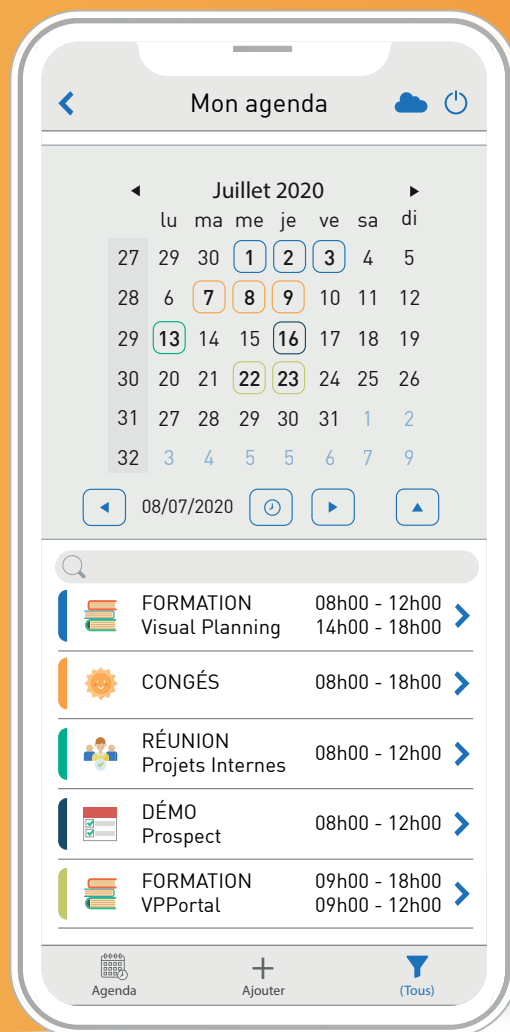 Mon agenda
Juillet 2020
lu ma me je ve sa di
27 29 30 1 2 3 4 5
28 6 7 8 9 10 11 12
29 13 14 15 16 17 18 19
30 20 21 22 23 24 25 26
31 27 28 29 30 31 1 2
32 3 4 5 5 6 7 9
08/07/2020
FORMATION 08h00 - 12h00
Visual Planning 14h00 - 18h00
CONGÉS 08h00 - 18h00
RÉUNION
Projets Internes 08h00 - 12h00
DÉMO
Prospect 08h00 - 12h00
FORMATION 09h00 - 18h00
VPPortal 09h00 - 12h00
Agenda Ajouter (Tous)